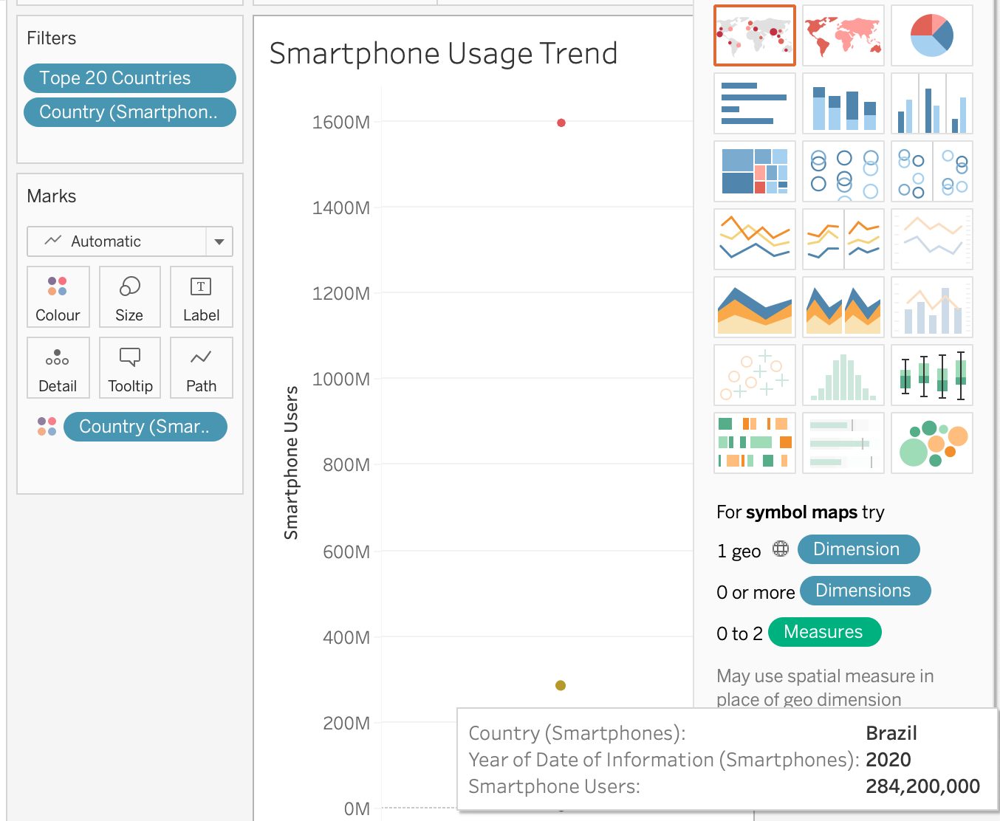 Filters
Tope 20 Countries
Country (Smartphon..
Marks
Automatic
Colour
Size
T
Label
Detail
Tooltip
Path
Country (Smar..
Smartphone Usage Trend
1600M
1400M
1200M
1000M
800M
600M
400M
200M
0M
Smartphone Users
For symbol maps try
1 geo Dimension
0 or more Dimensions
0 to 2 Measures
May use spatial measure in
place of geo dimension
Country (Smartphones): Brazil
Year of Date of Information (Smartphones): 2020
Smartphone Users: 284,200,000